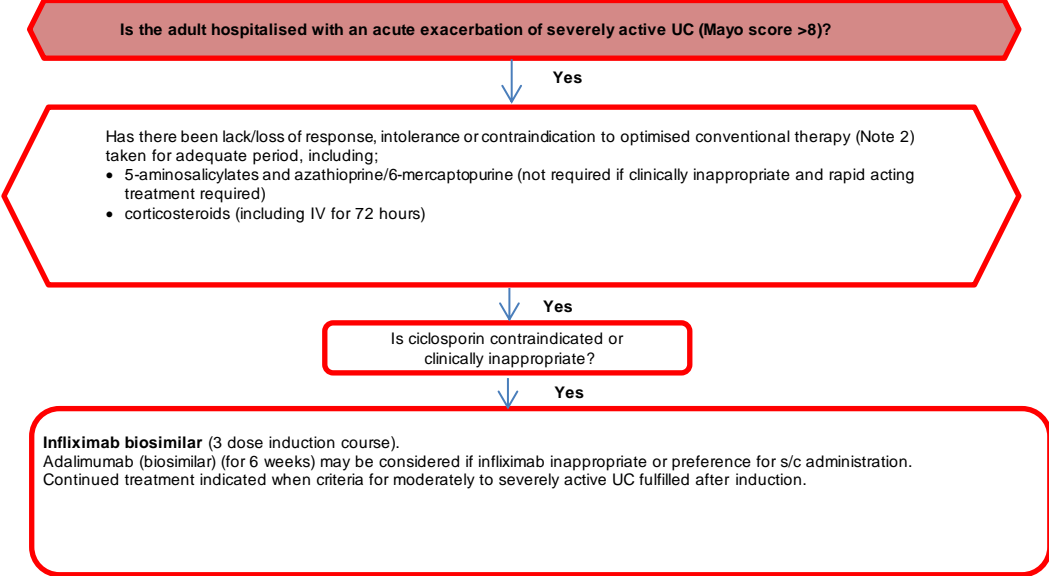 Is the adult hospitalised with an acute exacerbation of severely active UC (Mayo score >8)?
Yes
Has there been lack/loss of response, intolerance or contraindication to optimised conventional therapy (Note 2)
taken for adequate period, including;
• 5-aminosalicylates and azathioprine/6-mercaptopurine (not required if clinically inappropriate and rapid acting
treatment required)
• corticosteroids (including IV for 72 hours)
Yes
Is ciclosporin contraindicated or
clinically inappropriate?
Yes
Infliximab biosimilar (3 dose induction course).
Adalimumab (biosimilar) (for 6 weeks) may be considered if infliximab inappropriate or preference for s/c administration.
Continued treatment indicated when criteria for moderately to severely active UC fulfilled after induction.